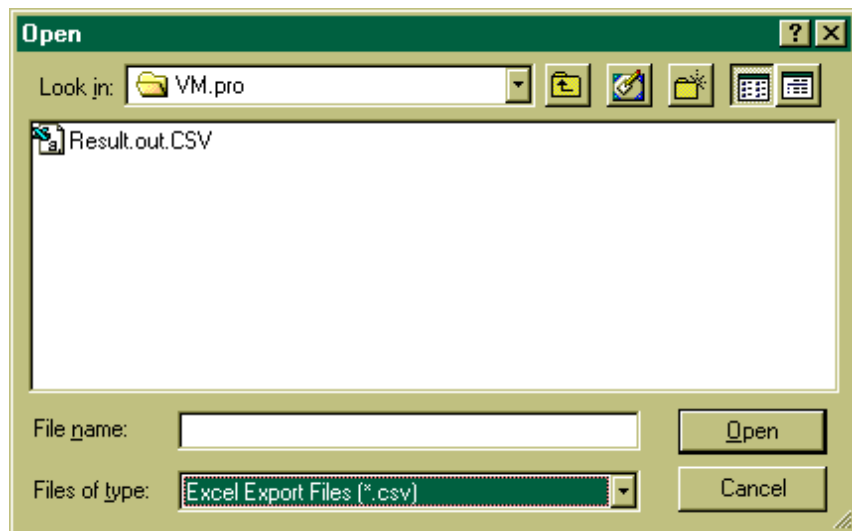 Open
Look in: VM.pro
Result.out.CSV
File name:
Open
Files of type: Excel Export Files (*.csv)
Cancel